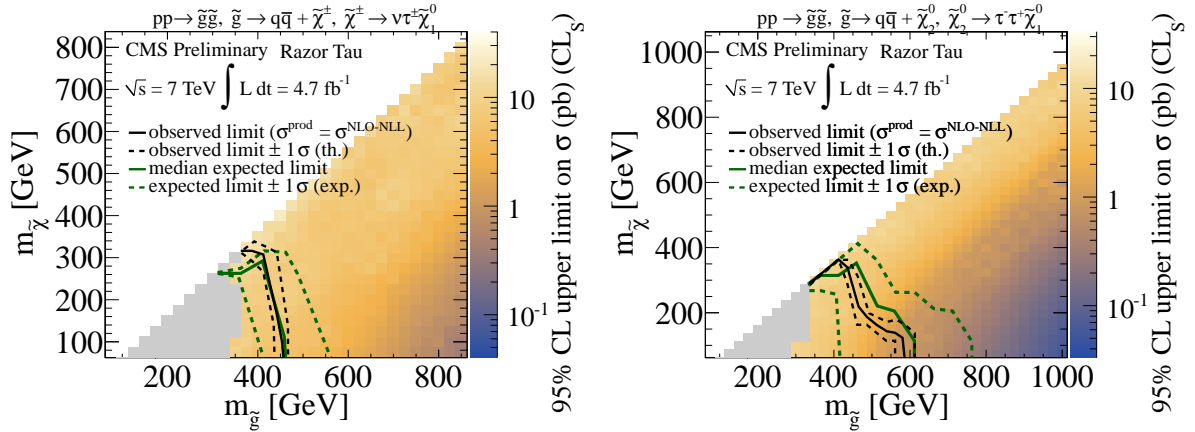 pp → g̃g̃, g̃ → qq̄ + χ̃±, χ̃± → ντ±χ̃⁰₁
CMS Preliminary Razor Tau
√s = 7 TeV ∫ L dt = 4.7 fb⁻¹
observed limit (σ^prod = σ^NLO-NLL)
observed limit ± 1 σ (th.)
median expected limit
expected limit ± 1 σ (exp.)
m_χ̃ [GeV]
800
700
600
500
400
300
200
100
200 400 600 800
m_g̃ [GeV]
10
1
10⁻¹
95% CL upper limit on σ (pb) (CL_S)
pp → g̃g̃, g̃ → qq̄ + χ̃⁰₂, χ̃⁰₂ → τ⁻τ⁺χ̃⁰₁
CMS Preliminary Razor Tau
√s = 7 TeV ∫ L dt = 4.7 fb⁻¹
observed limit (σ^prod = σ^NLO-NLL)
observed limit ± 1 σ (th.)
median expected limit
expected limit ± 1 σ (exp.)
m_χ̃ [GeV]
1000
800
600
400
200
200 400 600 800 1000
m_g̃ [GeV]
10
1
10⁻¹
95% CL upper limit on σ (pb) (CL_S)